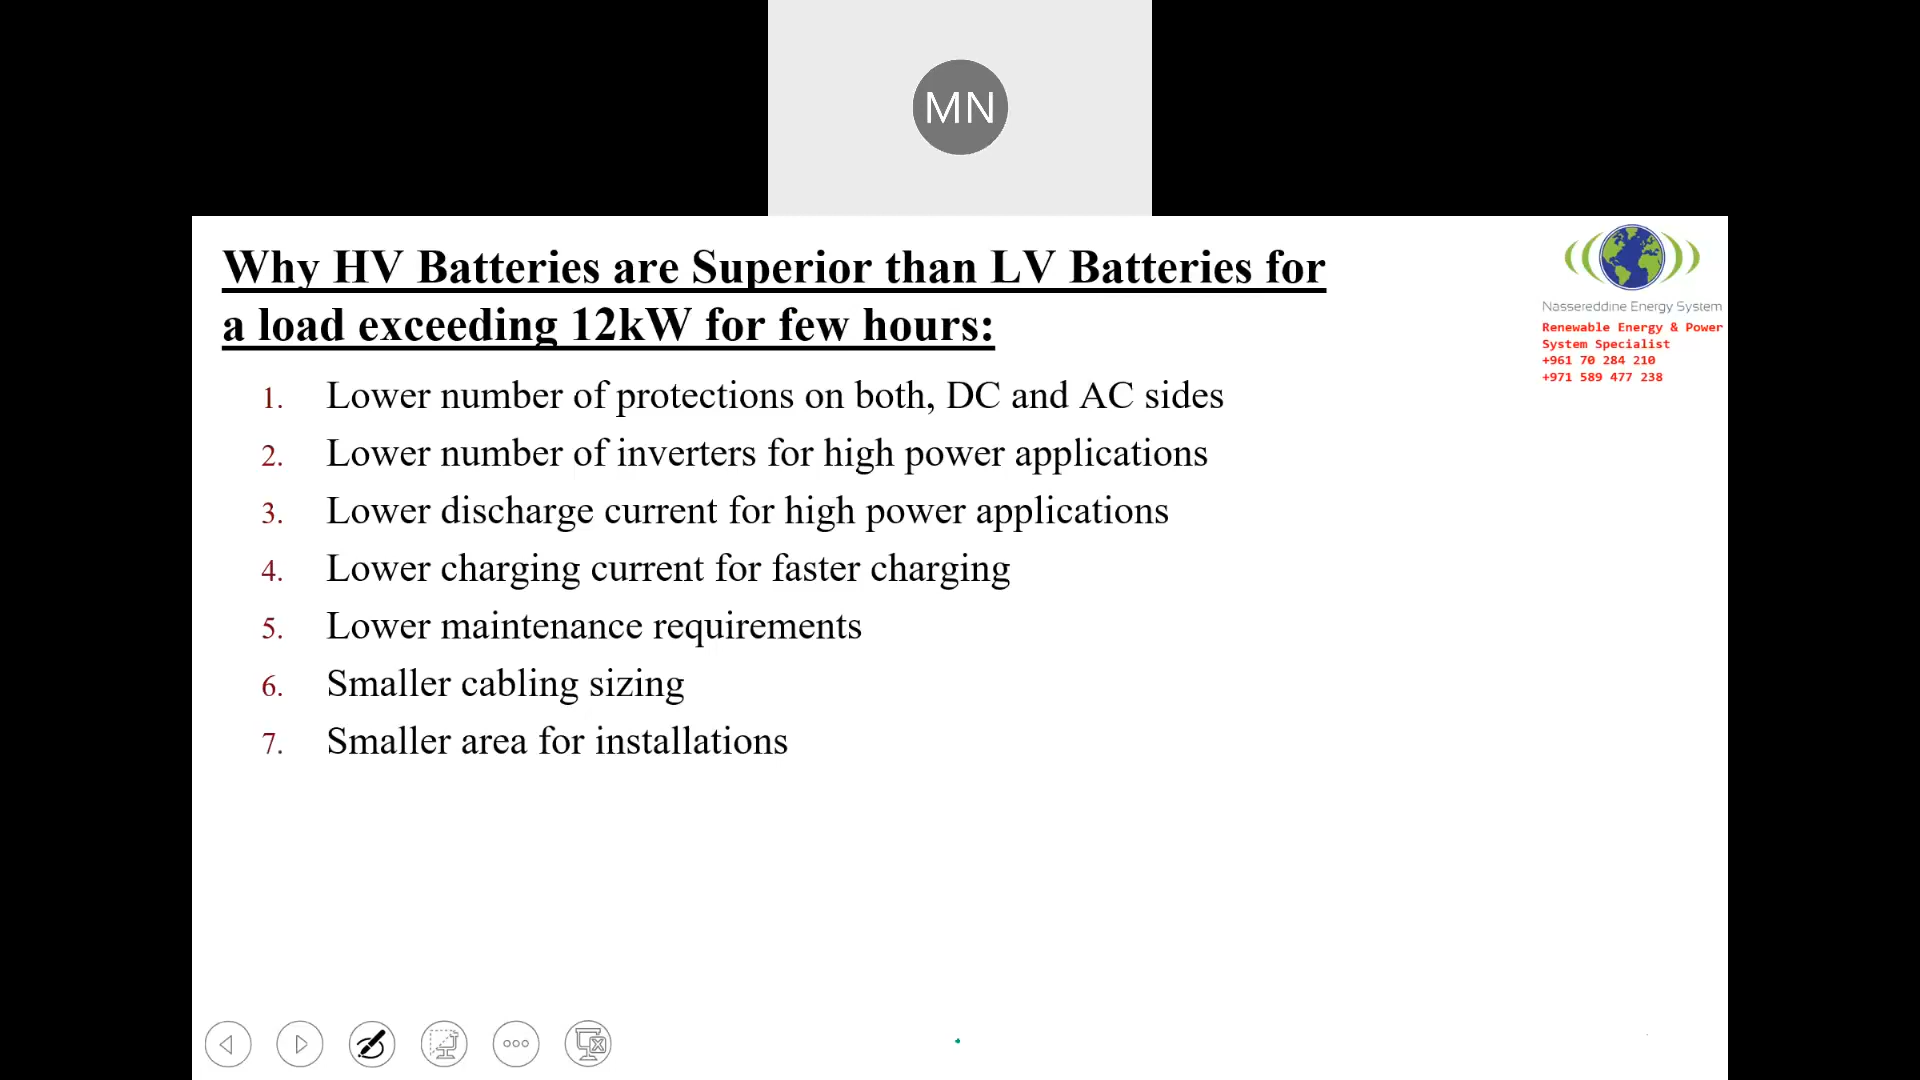 MN
Why HV Batteries are Superior than LV Batteries for
a load exceeding 12kW for few hours:
Nassereddine Energy System
Renewable Energy & Power
System Specialist
+961 70 284 210
+971 589 477 238
1. Lower number of protections on both, DC and AC sides
2. Lower number of inverters for high power applications
3. Lower discharge current for high power applications
4. Lower charging current for faster charging
5. Lower maintenance requirements
6. Smaller cabling sizing
7. Smaller area for installations